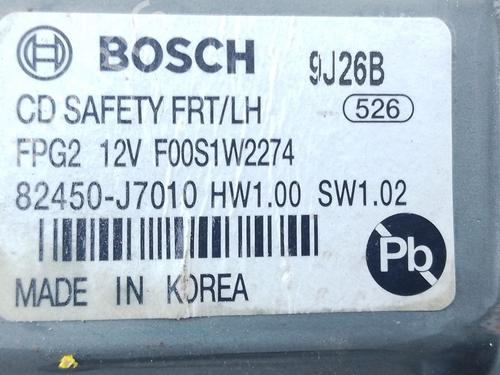 BOSCH 9J26B
CD SAFETY FRT/LH 526
FPG2 12V F00S1W2274
82450-J7010 HW1.00 SW1.02
Pb
MADE IN KOREA